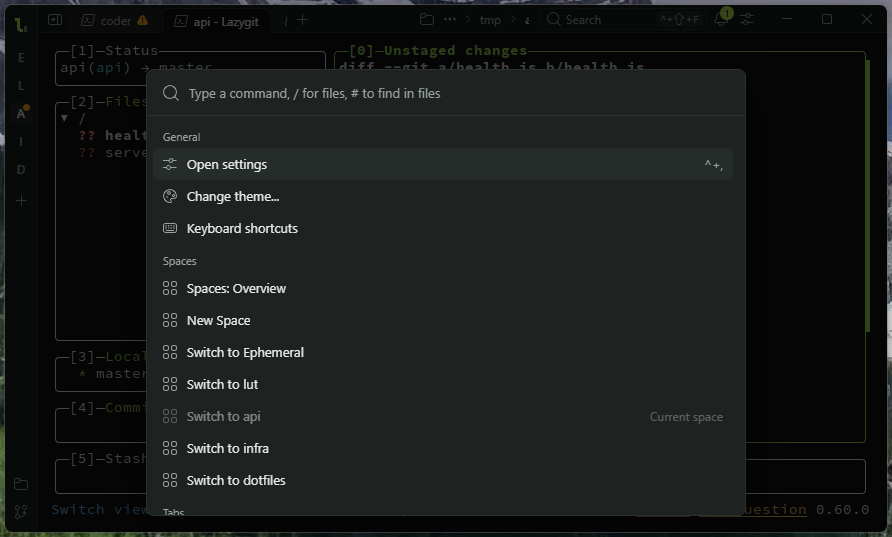 coder
api - Lazygit
tmp
Search
^+⇧+F
1
E
L
A
I
D
[1]─Status
api(api) → master
[0]─Unstaged changes
diff --git a/health.js b/health.js
[2]─Files
▼ /
?? healt
?? serve
[3]─Local
* master
[4]─Commi
[5]─Stash
Switch view
uestion 0.60.0
Type a command, / for files, # to find in files
General
Open settings
^+,
Change theme...
Keyboard shortcuts
Spaces
Spaces: Overview
New Space
Switch to Ephemeral
Switch to lut
Switch to api
Current space
Switch to infra
Switch to dotfiles
Tabs